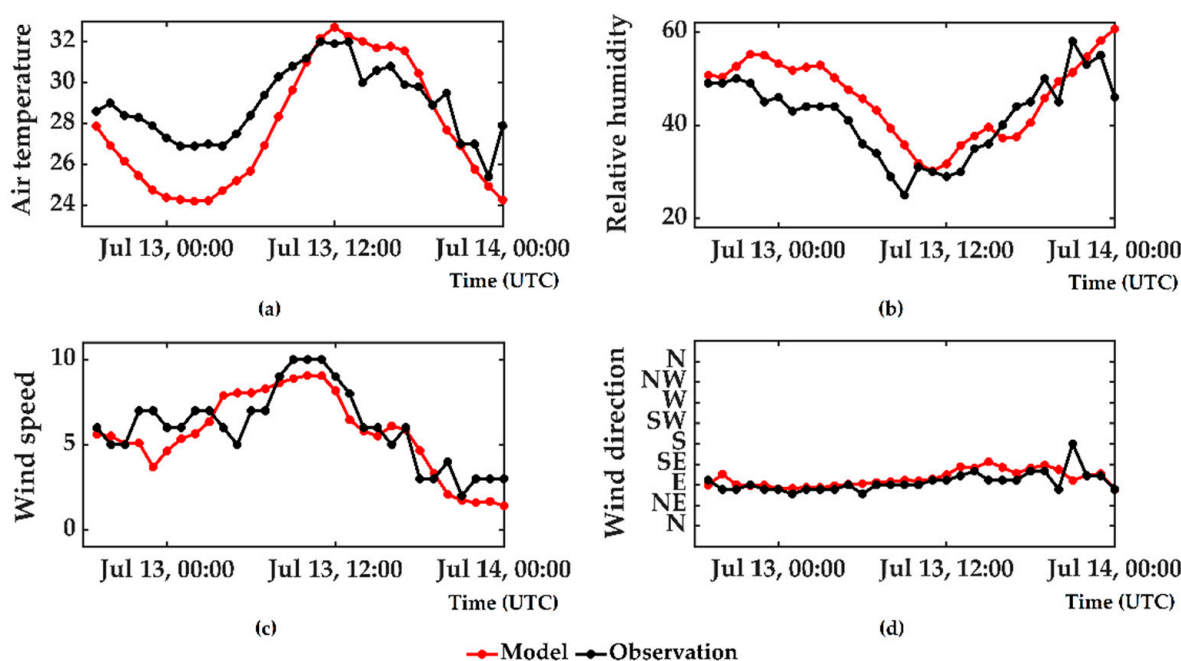 Air temperature
32
30
28
26
24
Jul 13, 00:00 Jul 13, 12:00 Jul 14, 00:00
Time (UTC)
(a)
Relative humidity
60
40
20
Jul 13, 00:00 Jul 13, 12:00 Jul 14, 00:00
Time (UTC)
(b)
Wind speed
10
5
0
Jul 13, 00:00 Jul 13, 12:00 Jul 14, 00:00
Time (UTC)
(c)
Wind direction
N
NW
W
SW
S
SE
E
NE
N
Jul 13, 00:00 Jul 13, 12:00 Jul 14, 00:00
Time (UTC)
(d)
Model Observation